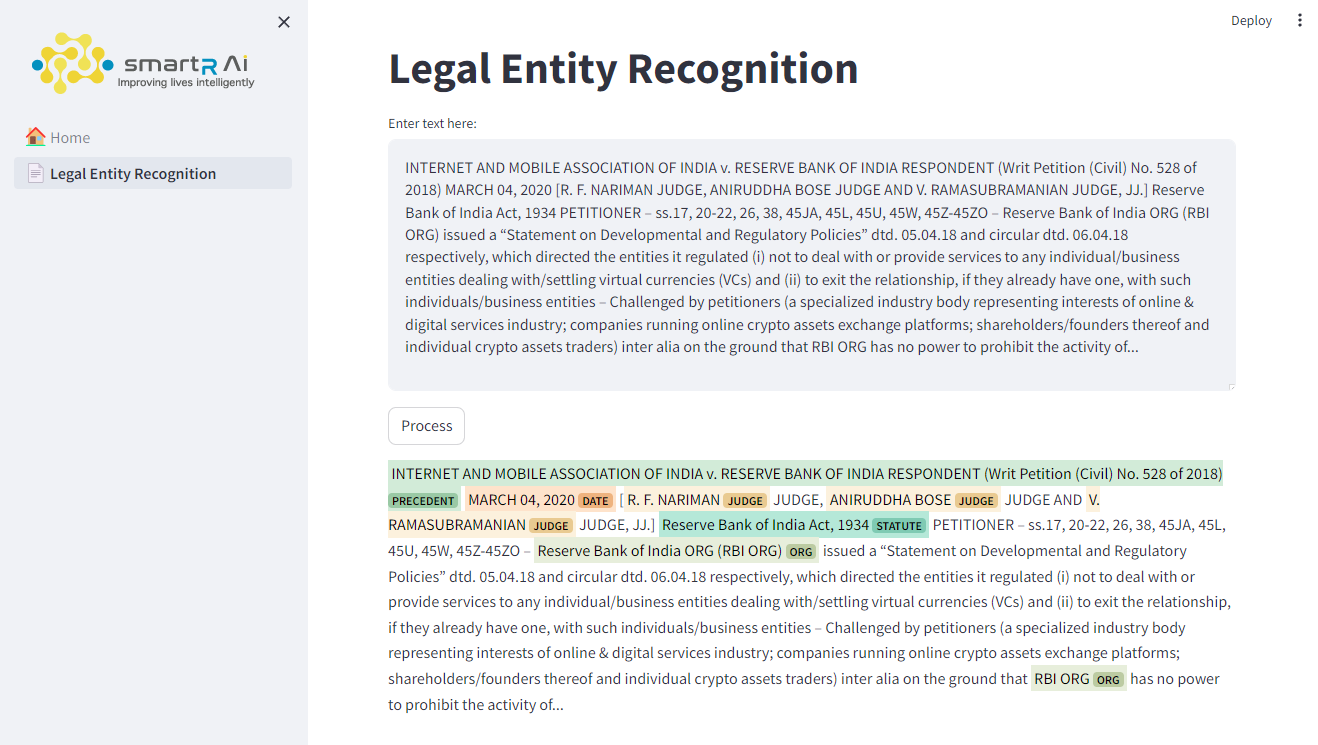 smartR Ai
Improving lives intelligently
Home
Legal Entity Recognition
Deploy
Legal Entity Recognition
Enter text here:
INTERNET AND MOBILE ASSOCIATION OF INDIA v. RESERVE BANK OF INDIA RESPONDENT (Writ Petition (Civil) No. 528 of
2018) MARCH 04, 2020 [R. F. NARIMAN JUDGE, ANIRUDDHA BOSE JUDGE AND V. RAMASUBRAMANIAN JUDGE, JJ.] Reserve
Bank of India Act, 1934 PETITIONER – ss.17, 20-22, 26, 38, 45JA, 45L, 45U, 45W, 45Z-45ZO – Reserve Bank of India ORG (RBI
ORG) issued a “Statement on Developmental and Regulatory Policies” dtd. 05.04.18 and circular dtd. 06.04.18
respectively, which directed the entities it regulated (i) not to deal with or provide services to any individual/business
entities dealing with/settling virtual currencies (VCs) and (ii) to exit the relationship, if they already have one, with such
individuals/business entities – Challenged by petitioners (a specialized industry body representing interests of online &
digital services industry; companies running online crypto assets exchange platforms; shareholders/founders thereof and
individual crypto assets traders) inter alia on the ground that RBI ORG has no power to prohibit the activity of...
Process
INTERNET AND MOBILE ASSOCIATION OF INDIA v. RESERVE BANK OF INDIA RESPONDENT (Writ Petition (Civil) No. 528 of 2018)
PRECEDENT MARCH 04, 2020 DATE [ R. F. NARIMAN JUDGE JUDGE, ANIRUDDHA BOSE JUDGE JUDGE AND V.
RAMASUBRAMANIAN JUDGE JUDGE, JJ.] Reserve Bank of India Act, 1934 STATUTE PETITIONER – ss.17, 20-22, 26, 38, 45JA, 45L,
45U, 45W, 45Z-45ZO – Reserve Bank of India ORG (RBI ORG) ORG issued a “Statement on Developmental and Regulatory
Policies” dtd. 05.04.18 and circular dtd. 06.04.18 respectively, which directed the entities it regulated (i) not to deal with or
provide services to any individual/business entities dealing with/settling virtual currencies (VCs) and (ii) to exit the relationship,
if they already have one, with such individuals/business entities – Challenged by petitioners (a specialized industry body
representing interests of online & digital services industry; companies running online crypto assets exchange platforms;
shareholders/founders thereof and individual crypto assets traders) inter alia on the ground that RBI ORG ORG has no power
to prohibit the activity of...